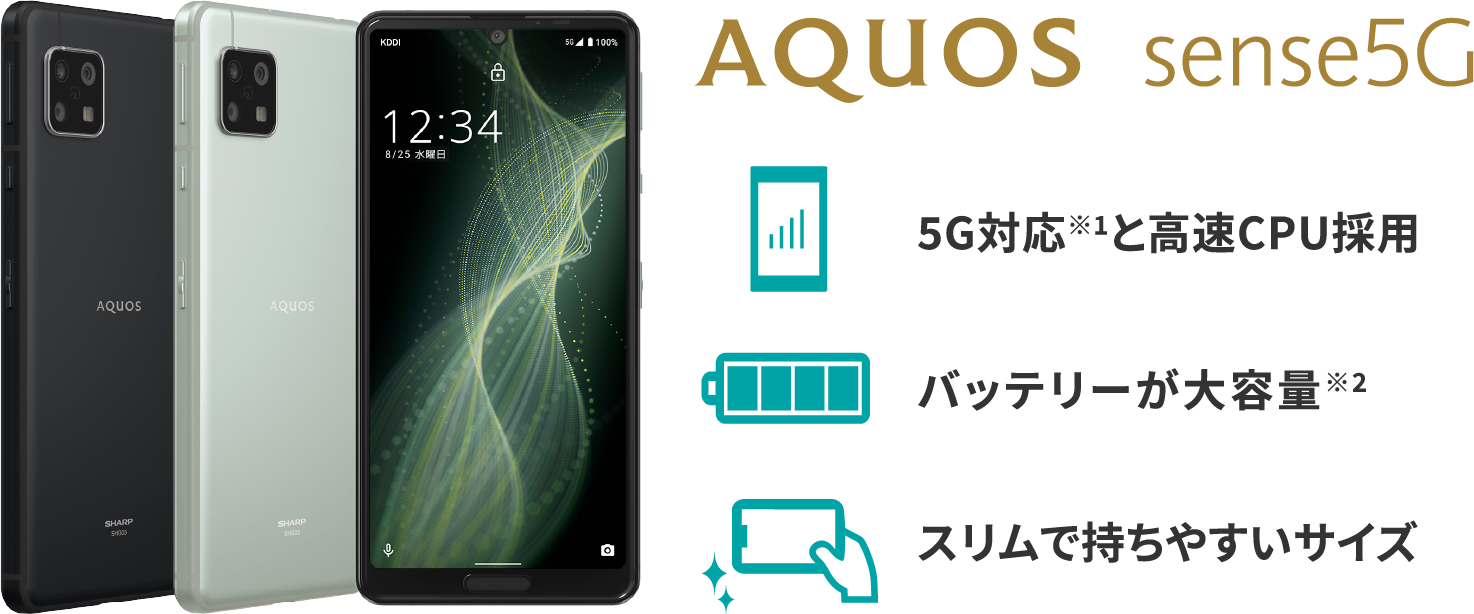 AQUOS
SHARP
SHG03
AQUOS
SHARP
SHG03
KDDI
5G
100%
12:34
8/25 水曜日
AQUOS sense5G
5G対応※1と高速CPU採用
バッテリーが大容量※2
スリムで持ちやすいサイズ